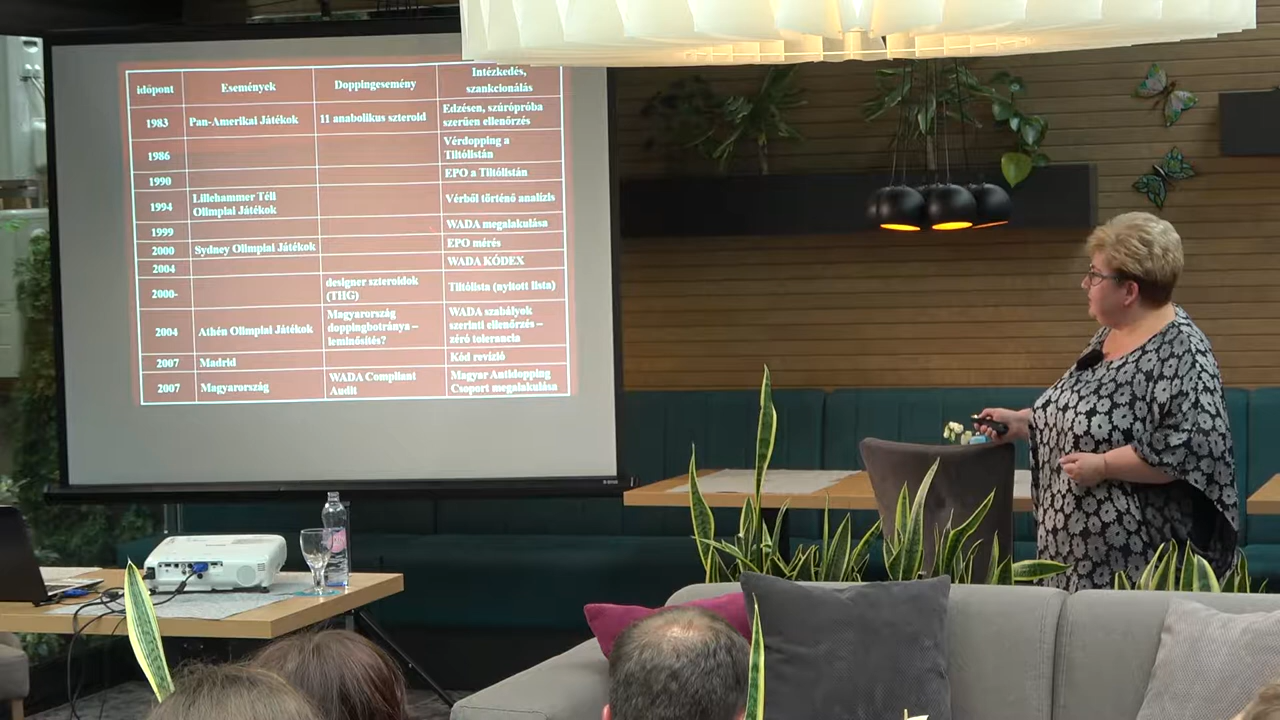 időpont Események Doppingesemény Intézkedés,
szankcionálás
1983 Pan-Amerikai Játékok 11 anabolikus szteroid Edzésen, szúrópróba
szerűen ellenőrzés
1986 Vérdopping a
Tiltólistán
1990 EPO a Tiltólistán
1994 Lillehammer Téli
Olimpiai Játékok
Vérből történő analízis
1999 WADA megalakulása
2000 Sydney Olimpiai Játékok EPO mérés
2004 WADA KÓDEX
2000- designer szteroidok
(THG)
Tiltólista (nyitott lista)
2004 Athén Olimpiai Játékok Magyarország
doppingbotránya –
leminősítés?
WADA szabályok
szerinti ellenőrzés –
zéró tolerancia
2007 Madrid Kód revízió
2007 Magyarország WADA Compliant
Audit
Magyar Antidopping
Csoport megalakulása